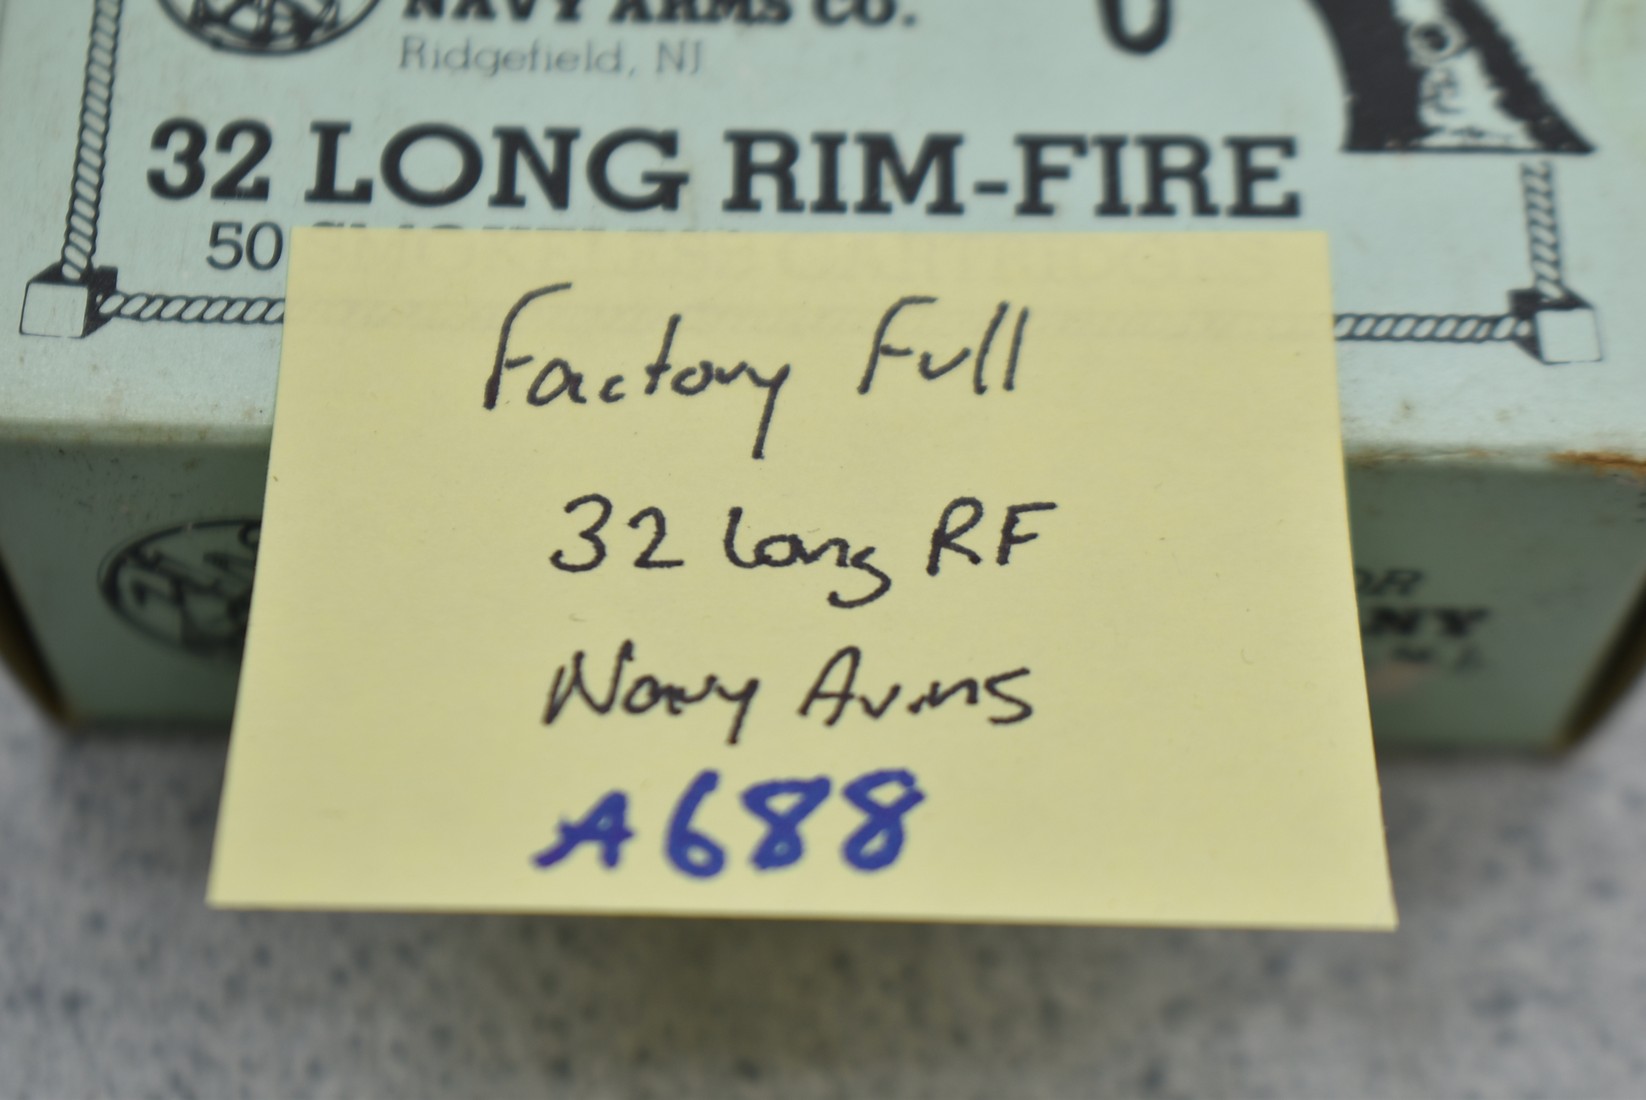 NAVY ARMS CO.
Ridgefield, NJ
32 LONG RIM-FIRE
50
Factory Full
32 Long RF
Navy Arms
A688